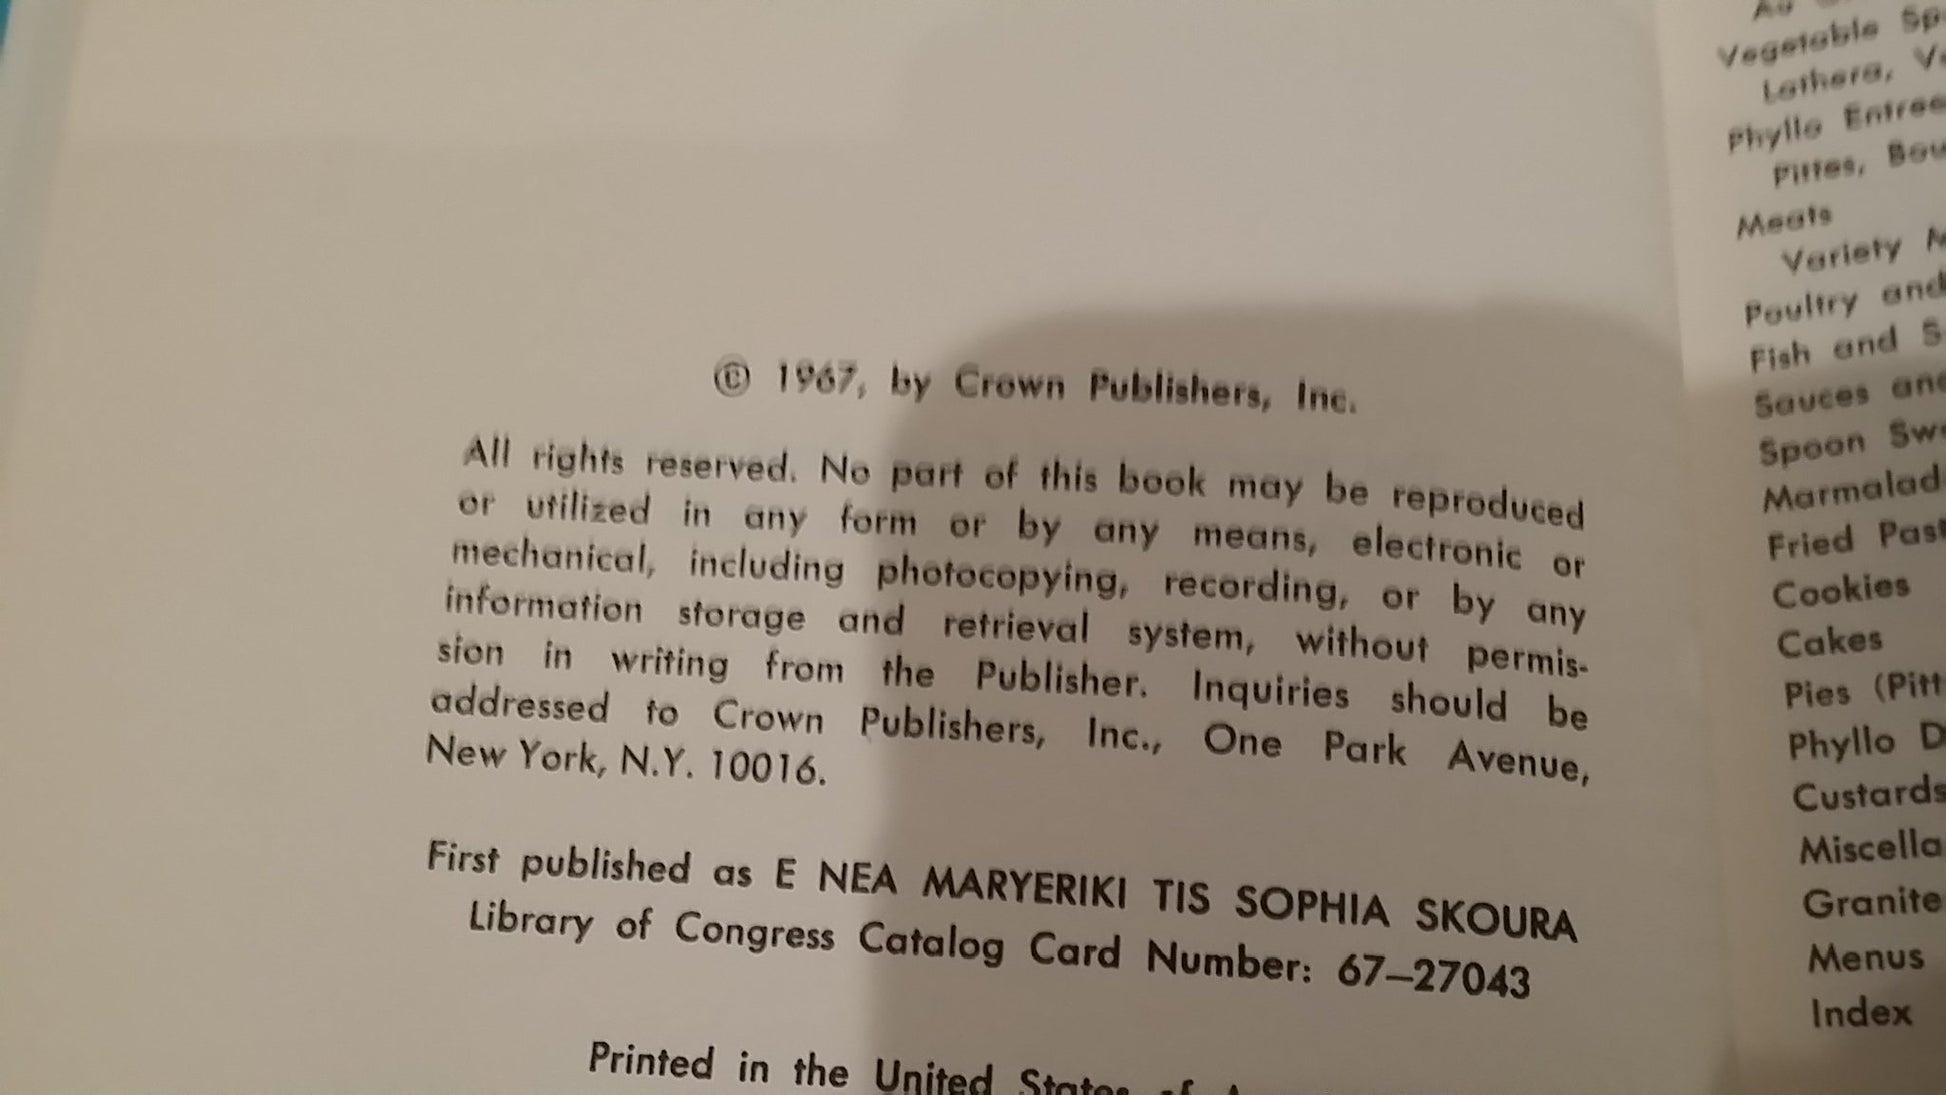 © 1967, by Crown Publishers, Inc.
All rights reserved. No part of this book may be reproduced
or utilized in any form or by any means, electronic or
mechanical, including photocopying, recording, or by any
information storage and retrieval system, without permis-
sion in writing from the Publisher. Inquiries should be
addressed to Crown Publishers, Inc., One Park Avenue,
New York, N.Y. 10016.
First published as E NEA MARYERIKI TIS SOPHIA SKOURA
Library of Congress Catalog Card Number: 67–27043
Printed in the United States of
Vegetable
Lathera,
Phyllo
Pittes,
Meats
Variety
Poultry and
Fish and
Sauces
Spoon
Fried
Cookies
Cakes
Pies
Phyllo
Custards
Menus
Index